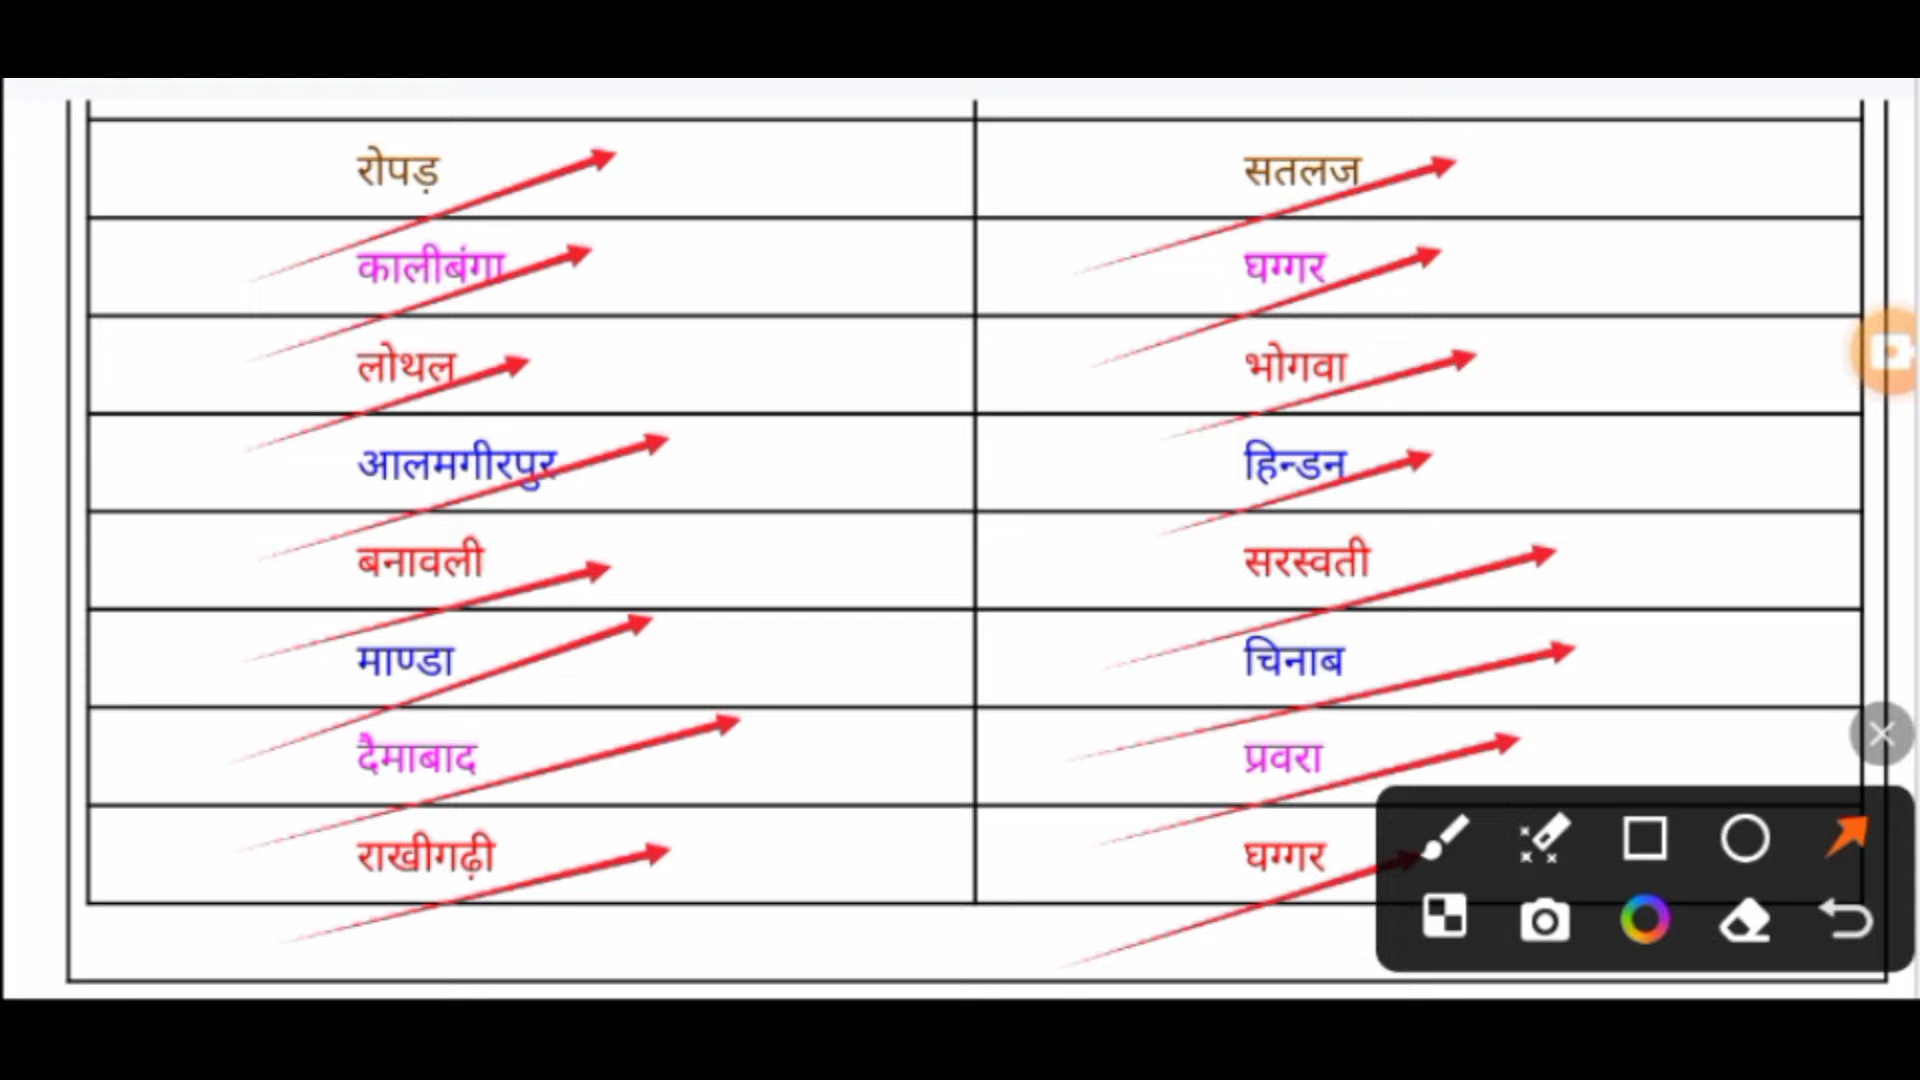 रोपड़ सतलज
कालीबंगा घग्गर
लोथल भोगवा
आलमगीरपुर हिन्डन
बनावली सरस्वती
माण्डा चिनाब
दैमाबाद प्रवरा
राखीगढ़ी घग्गर